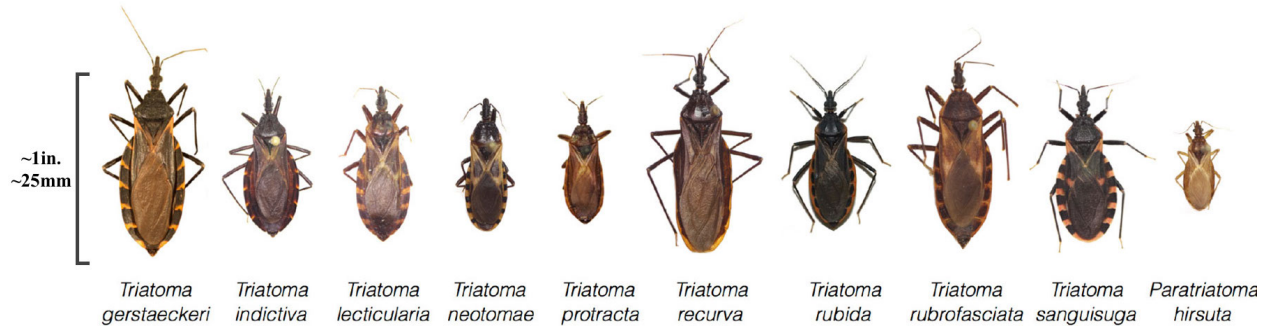 ~1in.
~25mm
Triatoma
gerstaeckeri
Triatoma
indictiva
Triatoma
lecticularia
Triatoma
neotomae
Triatoma
protracta
Triatoma
recurva
Triatoma
rubida
Triatoma
rubrofasciata
Triatoma
sanguisuga
Paratriatoma
hirsuta